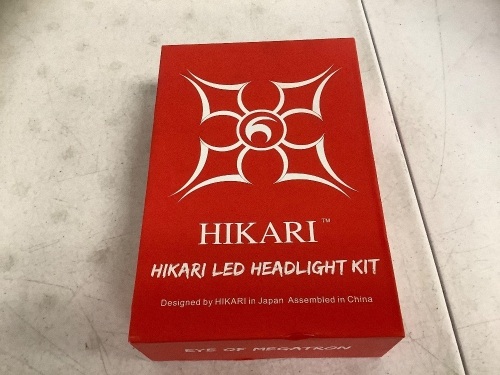 HIKARI™
HIKARI LED HEADLIGHT KIT
Designed by HIKARI in Japan Assembled in China
EYE OF MEGATRON